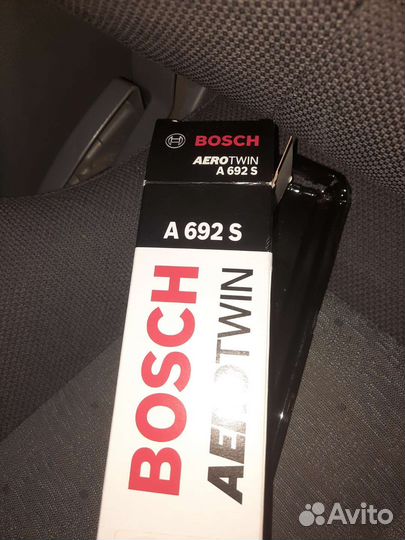 BOSCH
AEROTWIN
A 692 S
A 692 S
BOSCH
AEROTWIN
Avito